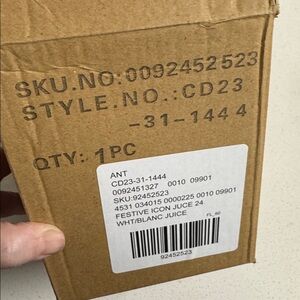 SKU.NO:0092452523
STYLE.NO.:CD23
-31-1444
QTY: 1PC
ANT
CD23-31-1444
0092451327 0010 09901
SKU:92452523
4531 034015 0000225 0010 09901
FESTIVE ICON JUCE 24
WHT/BLANC JUICE
FL_60
92452523